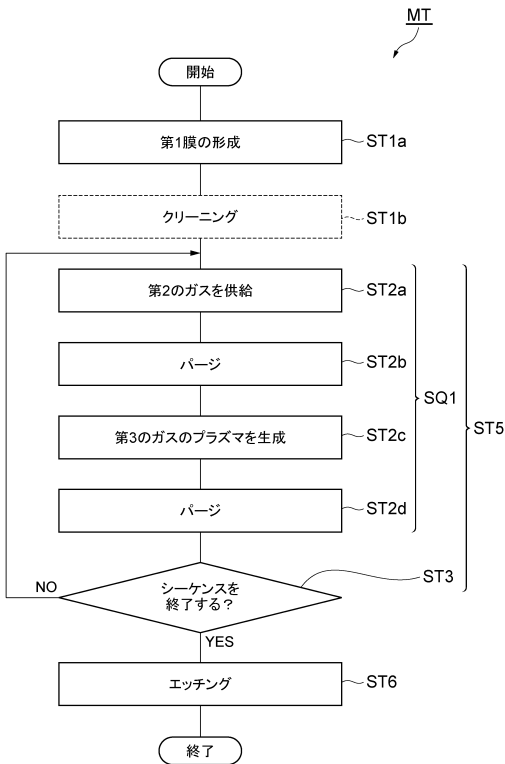 MT
開始
第1膜の形成
ST1a
クリーニング
ST1b
第2のガスを供給
ST2a
パージ
ST2b
SQ1
ST5
第3のガスのプラズマを生成
ST2c
パージ
ST2d
シーケンスを
終了する?
ST3
NO
YES
エッチング
ST6
終了